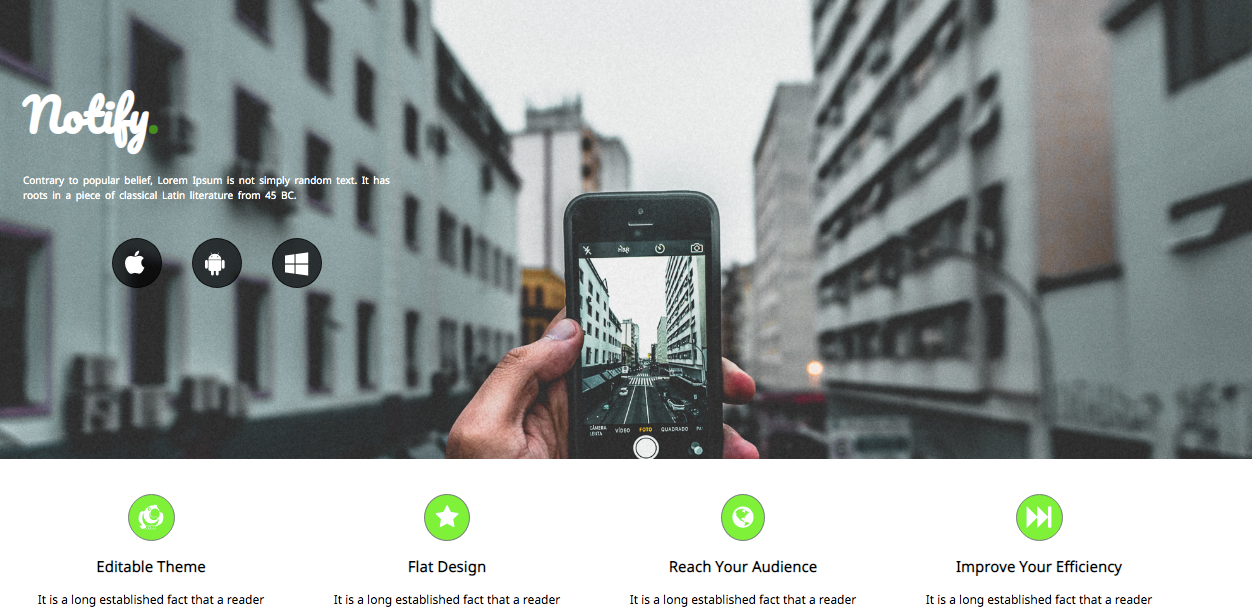 Notify.
Contrary to popular belief, Lorem Ipsum is not simply random text. It has
roots in a piece of classical Latin literature from 45 BC.
CÂMERA
LENTA
VÍDEO
FOTO
QUADRADO
Editable Theme
Flat Design
Reach Your Audience
Improve Your Efficiency
It is a long established fact that a reader
It is a long established fact that a reader
It is a long established fact that a reader
It is a long established fact that a reader